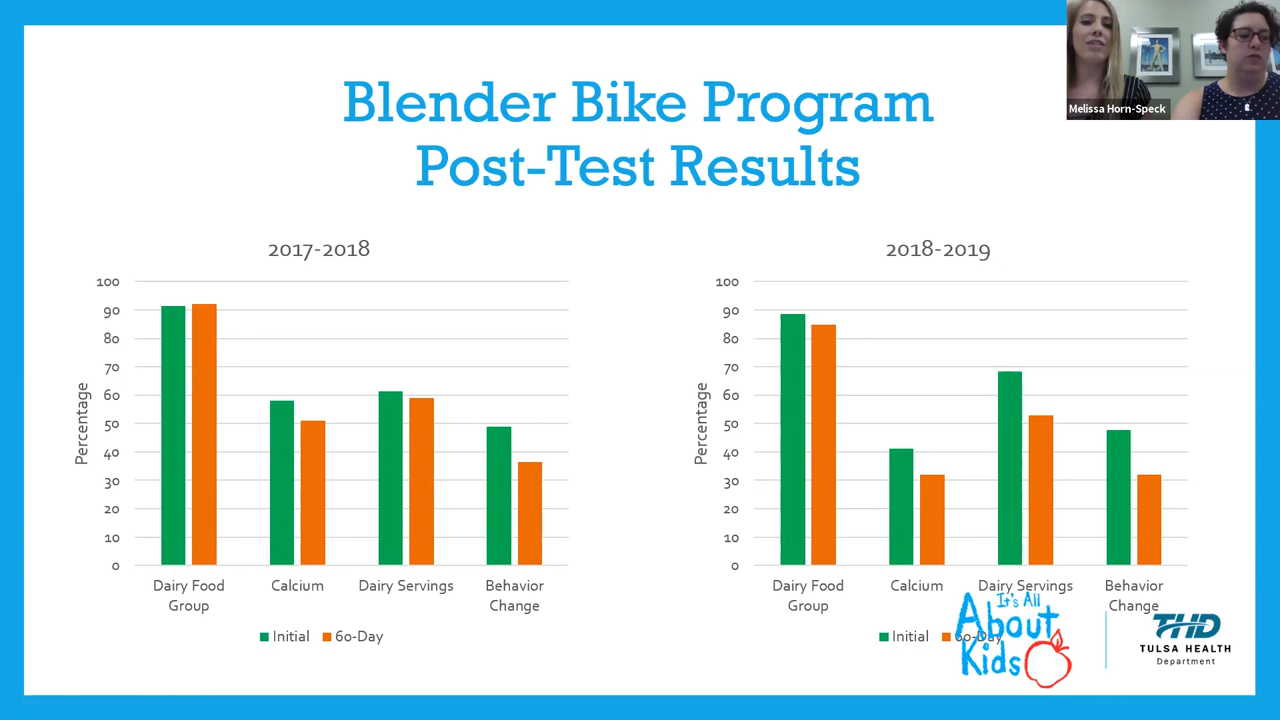 Melissa Horn-Speck
Blender Bike Program
Post-Test Results
2017-2018
100
90
80
70
60
50
40
30
20
10
0
Percentage
Dairy Food
Group
Calcium
Dairy Servings
Behavior
Change
Initial
60-Day
2018-2019
100
90
80
70
60
50
40
30
20
10
0
Percentage
Dairy Food
Group
Calcium
Dairy Servings
Behavior
Change
Initial
60-Day
It's All
About
Kids
THD
TULSA HEALTH
Department